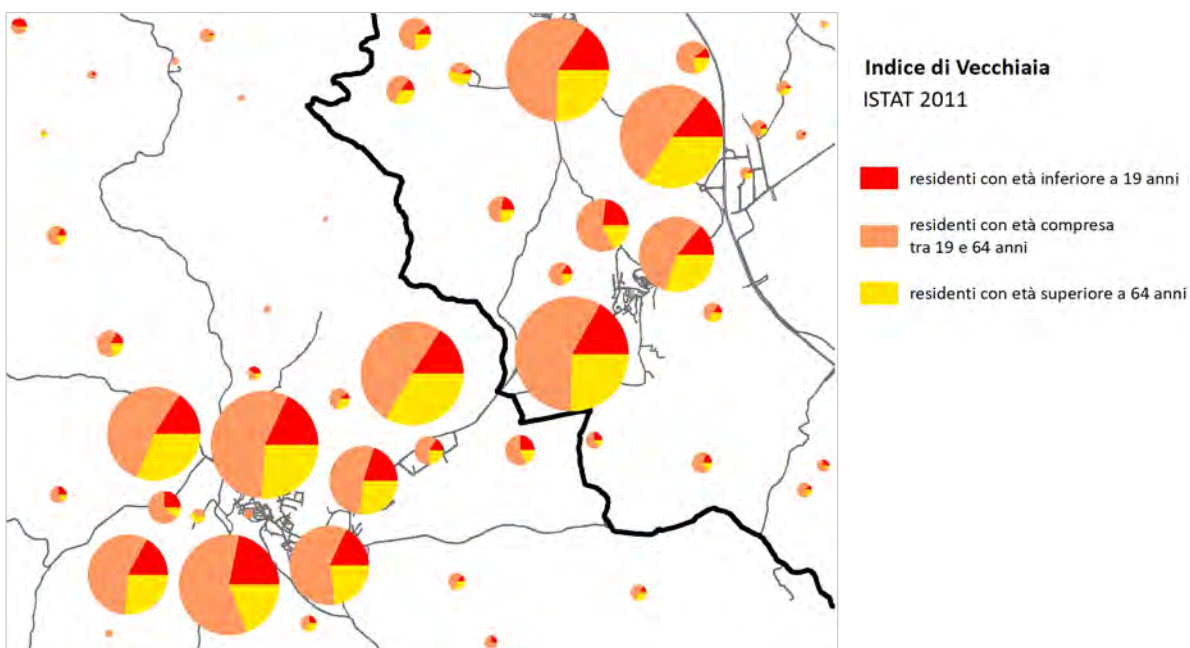 Indice di Vecchiaia
ISTAT 2011
residenti con età inferiore a 19 anni
residenti con età compresa
tra 19 e 64 anni
residenti con età superiore a 64 anni